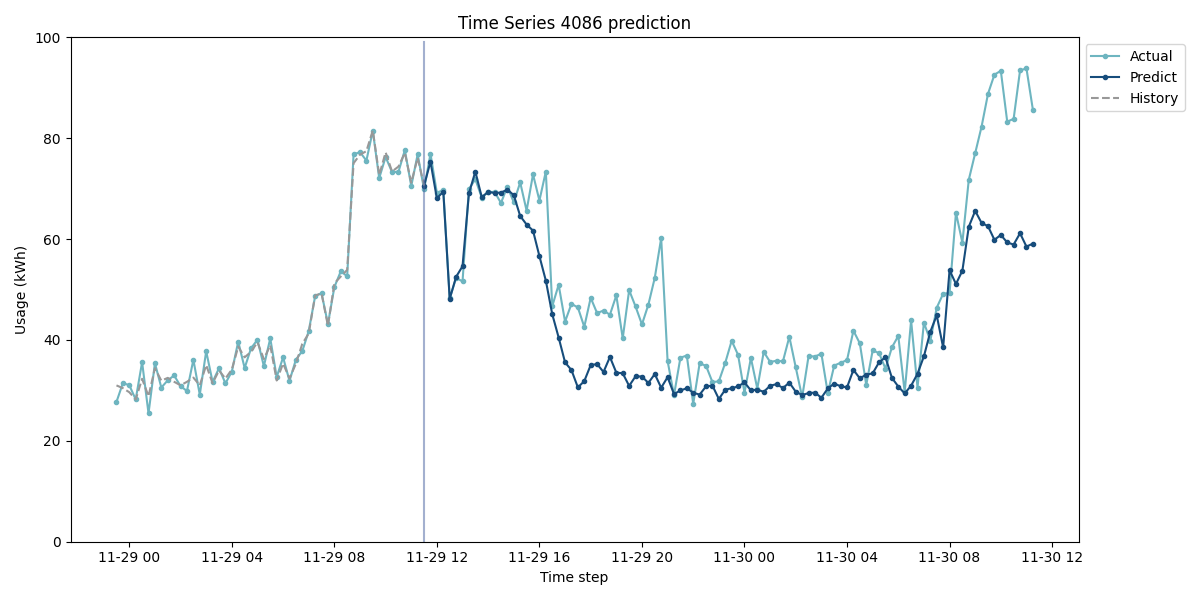 Time Series 4086 prediction
Usage (kWh)
100
80
60
40
20
0
11-29 00
11-29 04
11-29 08
11-29 12
11-29 16
11-29 20
11-30 00
11-30 04
11-30 08
11-30 12
Time step
Actual
Predict
History